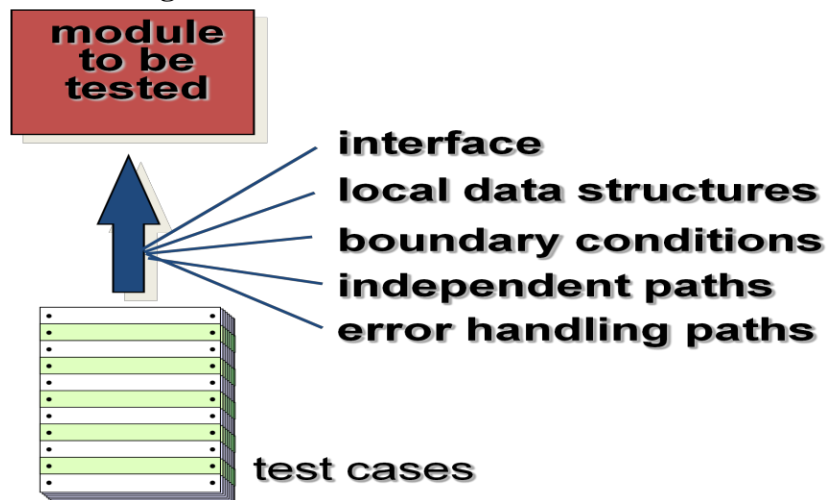 module
to be
tested
interface
local data structures
boundary conditions
independent paths
error handling paths
test cases